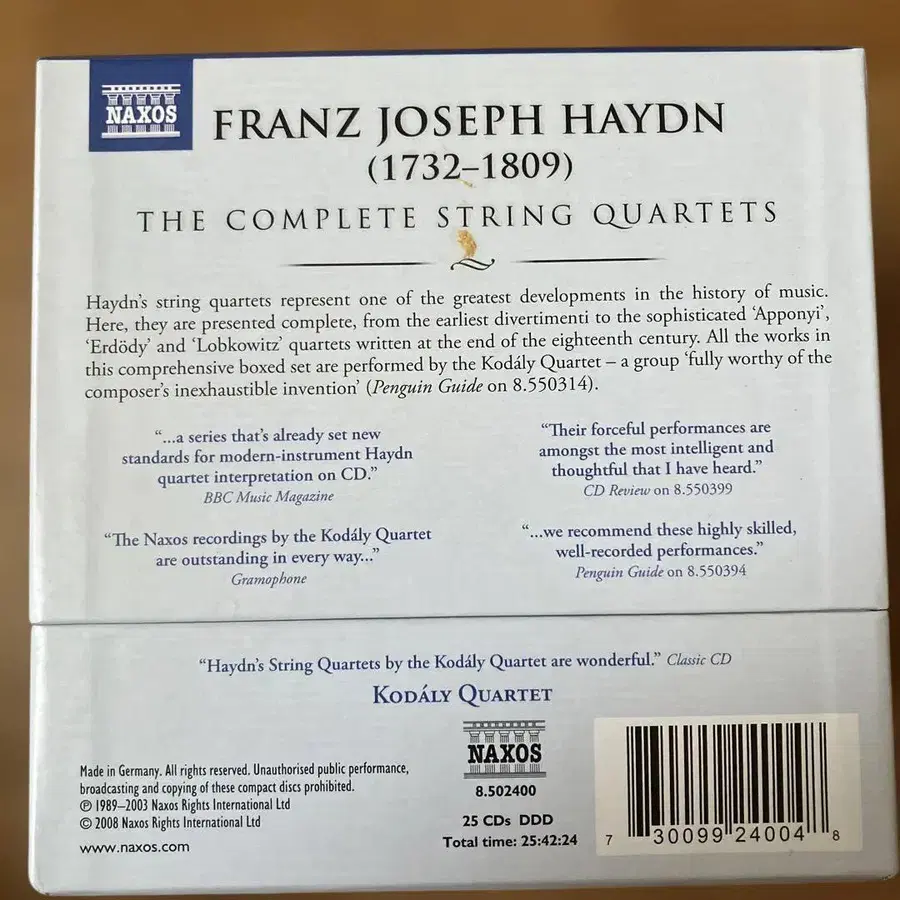 NAXOS
FRANZ JOSEPH HAYDN
(1732–1809)
THE COMPLETE STRING QUARTETS
Haydn's string quartets represent one of the greatest developments in the history of music.
Here, they are presented complete, from the earliest divertimenti to the sophisticated ‘Apponyi’,
‘Erdödy’ and ‘Lobkowitz’ quartets written at the end of the eighteenth century. All the works in
this comprehensive boxed set are performed by the Kodály Quartet – a group ‘fully worthy of the
composer's inexhaustible invention’ (Penguin Guide on 8.550314).
“...a series that's already set new
standards for modern-instrument Haydn
quartet interpretation on CD.”
BBC Music Magazine
“Their forceful performances are
amongst the most intelligent and
thoughtful that I have heard.”
CD Review on 8.550399
“The Naxos recordings by the Kodály Quartet
are outstanding in every way...”
Gramophone
“...we recommend these highly skilled,
well-recorded performances.”
Penguin Guide on 8.550394
“Haydn's String Quartets by the Kodály Quartet are wonderful.” Classic CD
KODÁLY QUARTET
Made in Germany. All rights reserved. Unauthorised public performance,
broadcasting and copying of these compact discs prohibited.
℗ 1989–2003 Naxos Rights International Ltd
© 2008 Naxos Rights International Ltd
www.naxos.com
NAXOS
8.502400
25 CDs DDD
Total time: 25:42:24
7 30099 24004 8